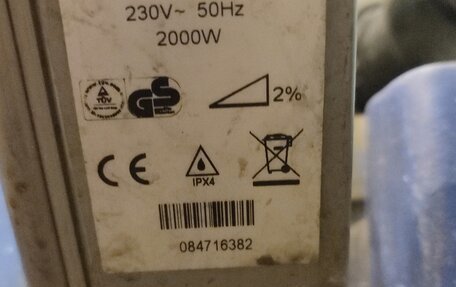 230V~ 50Hz
2000W
TÜV
GS
2%
CE
IPX4
084716382